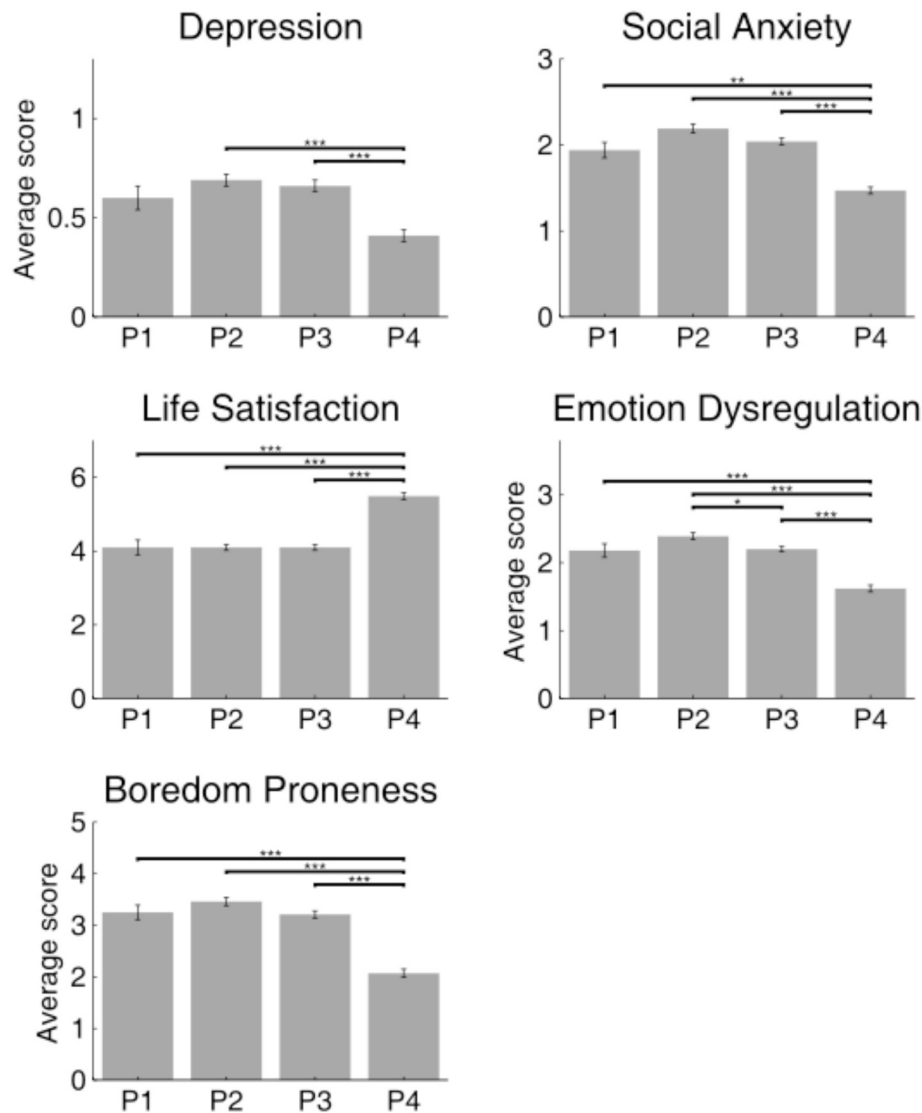 Depression
Average score
1
0.5
0
***
***
P1 P2 P3 P4
Social Anxiety
3
2
1
0
**
***
***
P1 P2 P3 P4
Life Satisfaction
6
4
2
0
***
***
***
P1 P2 P3 P4
Emotion Dysregulation
Average score
3
2
1
0
***
***
*
***
P1 P2 P3 P4
Boredom Proneness
Average score
5
4
3
2
1
0
***
***
***
P1 P2 P3 P4